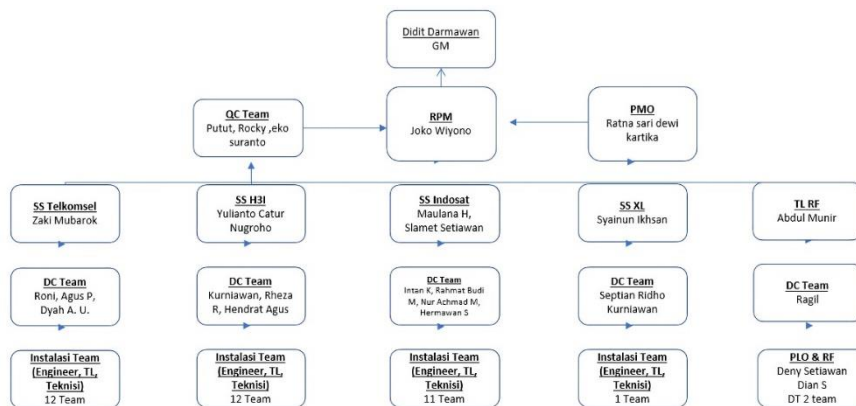 Didit Darmawan
GM
QC Team
Putut, Rocky ,eko
suranto
RPM
Joko Wiyono
PMO
Ratna sari dewi
kartika
SS Telkomsel
Zaki Mubarok
SS H3I
Yulianto Catur
Nugroho
SS Indosat
Maulana H,
Slamet Setiawan
SS XL
Syainun Ikhsan
TL RF
Abdul Munir
DC Team
Roni, Agus P,
Dyah A. U.
DC Team
Kurniawan, Rheza
R, Hendrat Agus
DC Team
Intan K, Rahmat Budi
M, Nur Achmad M,
Hermawan S
DC Team
Septian Ridho
Kurniawan
DC Team
Ragil
Instalasi Team
(Engineer, TL,
Teknisi)
12 Team
Instalasi Team
(Engineer, TL,
Teknisi)
12 Team
Instalasi Team
(Engineer, TL,
Teknisi)
11 Team
Instalasi Team
(Engineer, TL,
Teknisi)
1 Team
PLO & RF
Deny Setiawan
Dian S
DT 2 team